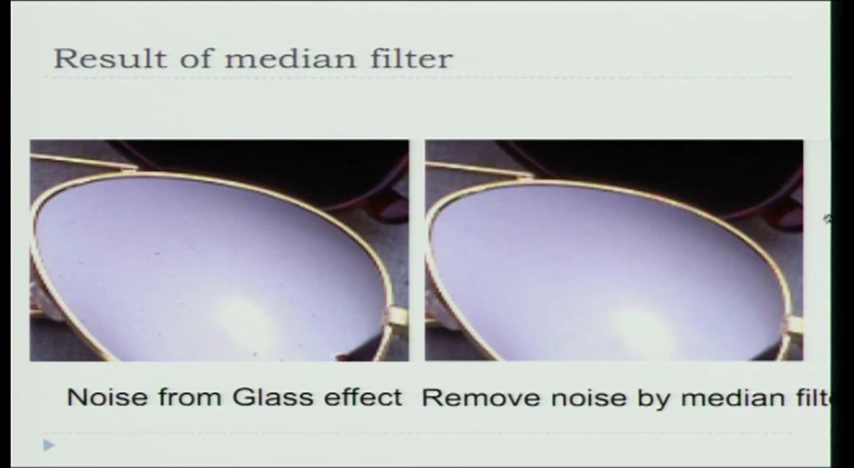 Result of median filter
Noise from Glass effect
Remove noise by median filt